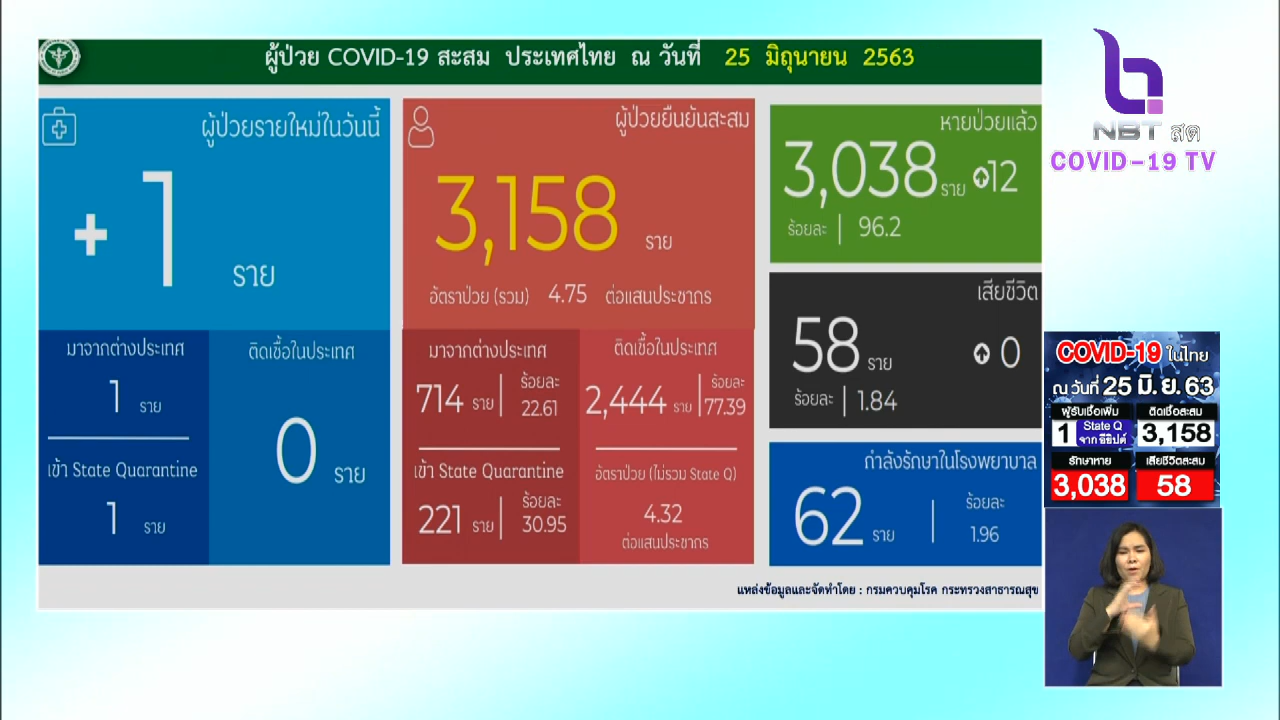 ผู้ป่วย COVID-19 สะสม ประเทศไทย ณ วันที่ 25 มิถุนายน 2563
ผู้ป่วยรายใหม่ในวันนี้
+ 1 ราย
มาจากต่างประเทศ
1 ราย
เข้า State Quarantine
1 ราย
ติดเชื้อในประเทศ
0 ราย
ผู้ป่วยยืนยันสะสม
3,158 ราย
อัตราป่วย (รวม) 4.75 ต่อแสนประชากร
มาจากต่างประเทศ
714 ราย
ร้อยละ
22.61
เข้า State Quarantine
221 ราย
ร้อยละ
30.95
ติดเชื้อในประเทศ
2,444 ราย
ร้อยละ
77.39
อัตราป่วย (ไม่รวม State Q)
4.32
ต่อแสนประชากร
หายป่วยแล้ว
3,038 ราย 12
ร้อยละ 96.2
เสียชีวิต
58 ราย 0
ร้อยละ 1.84
กำลังรักษาในโรงพยาบาล
62 ราย
ร้อยละ
1.96
แหล่งข้อมูลและจัดทำโดย : กรมควบคุมโรค กระทรวงสาธารณสุข
NBT สด
COVID-19 TV
COVID-19 ในไทย
ณ วันที่ 25 มิ.ย. 63
ผู้รับเชื้อเพิ่ม
1 State Q
จาก อียิปต์
ติดเชื้อสะสม
3,158
รักษาหาย
3,038
เสียชีวิตสะสม
58